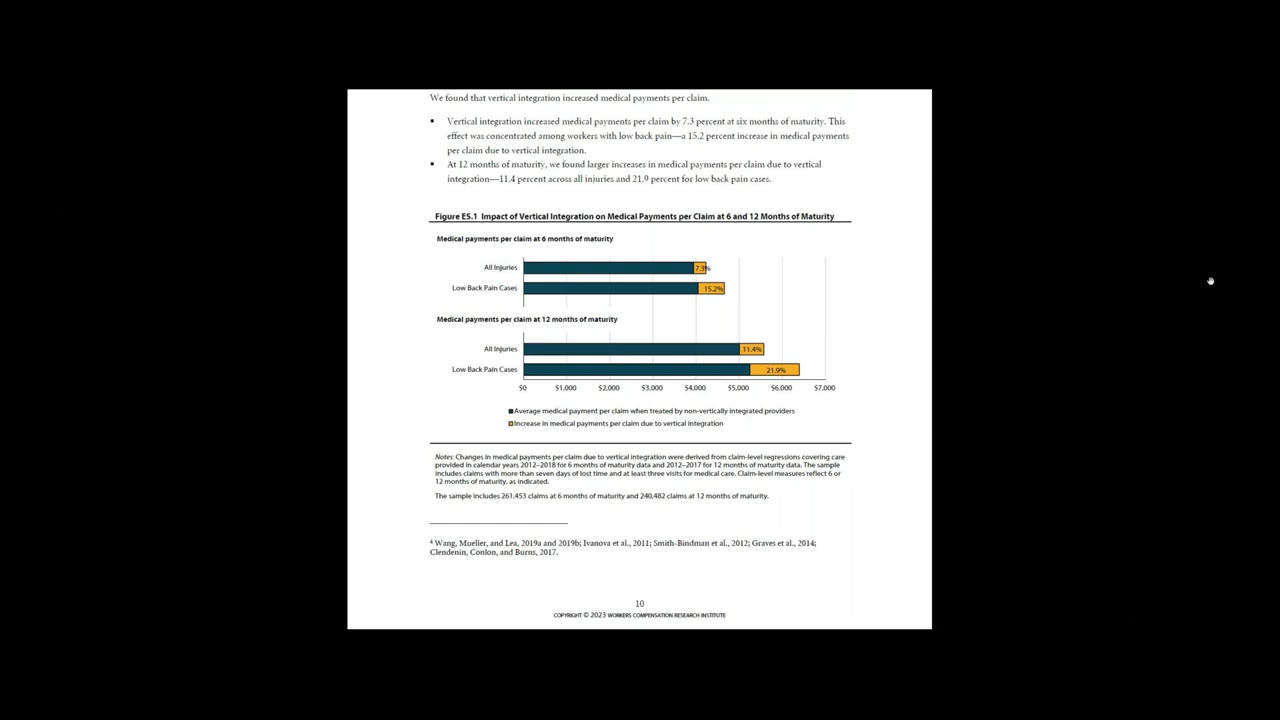 We found that vertical integration increased medical payments per claim.
▪ Vertical integration increased medical payments per claim by 7.3 percent at six months of maturity. This
effect was concentrated among workers with low back pain—a 15.2 percent increase in medical payments
per claim due to vertical integration.
▪ At 12 months of maturity, we found larger increases in medical payments per claim due to vertical
integration—11.4 percent across all injuries and 21.9 percent for low back pain cases.
Figure ES.1 Impact of Vertical Integration on Medical Payments per Claim at 6 and 12 Months of Maturity
Medical payments per claim at 6 months of maturity
All Injuries 7.3%
Low Back Pain Cases 15.2%
Medical payments per claim at 12 months of maturity
All Injuries 11.4%
Low Back Pain Cases 21.9%
$0 $1,000 $2,000 $3,000 $4,000 $5,000 $6,000 $7,000
Average medical payment per claim when treated by non-vertically integrated providers
Increase in medical payments per claim due to vertical integration
Notes: Changes in medical payments per claim due to vertical integration were derived from claim-level regressions covering care
provided in calendar years 2012–2018 for 6 months of maturity data and 2012–2017 for 12 months of maturity data. The sample
includes claims with more than seven days of lost time and at least three visits for medical care. Claim-level measures reflect 6 or
12 months of maturity, as indicated.
The sample includes 261,453 claims at 6 months of maturity and 240,482 claims at 12 months of maturity.
4 Wang, Mueller, and Lea, 2019a and 2019b; Ivanova et al., 2011; Smith-Bindman et al., 2012; Graves et al., 2014;
Clendenin, Conlon, and Burns, 2017.
10
COPYRIGHT © 2023 WORKERS COMPENSATION RESEARCH INSTITUTE